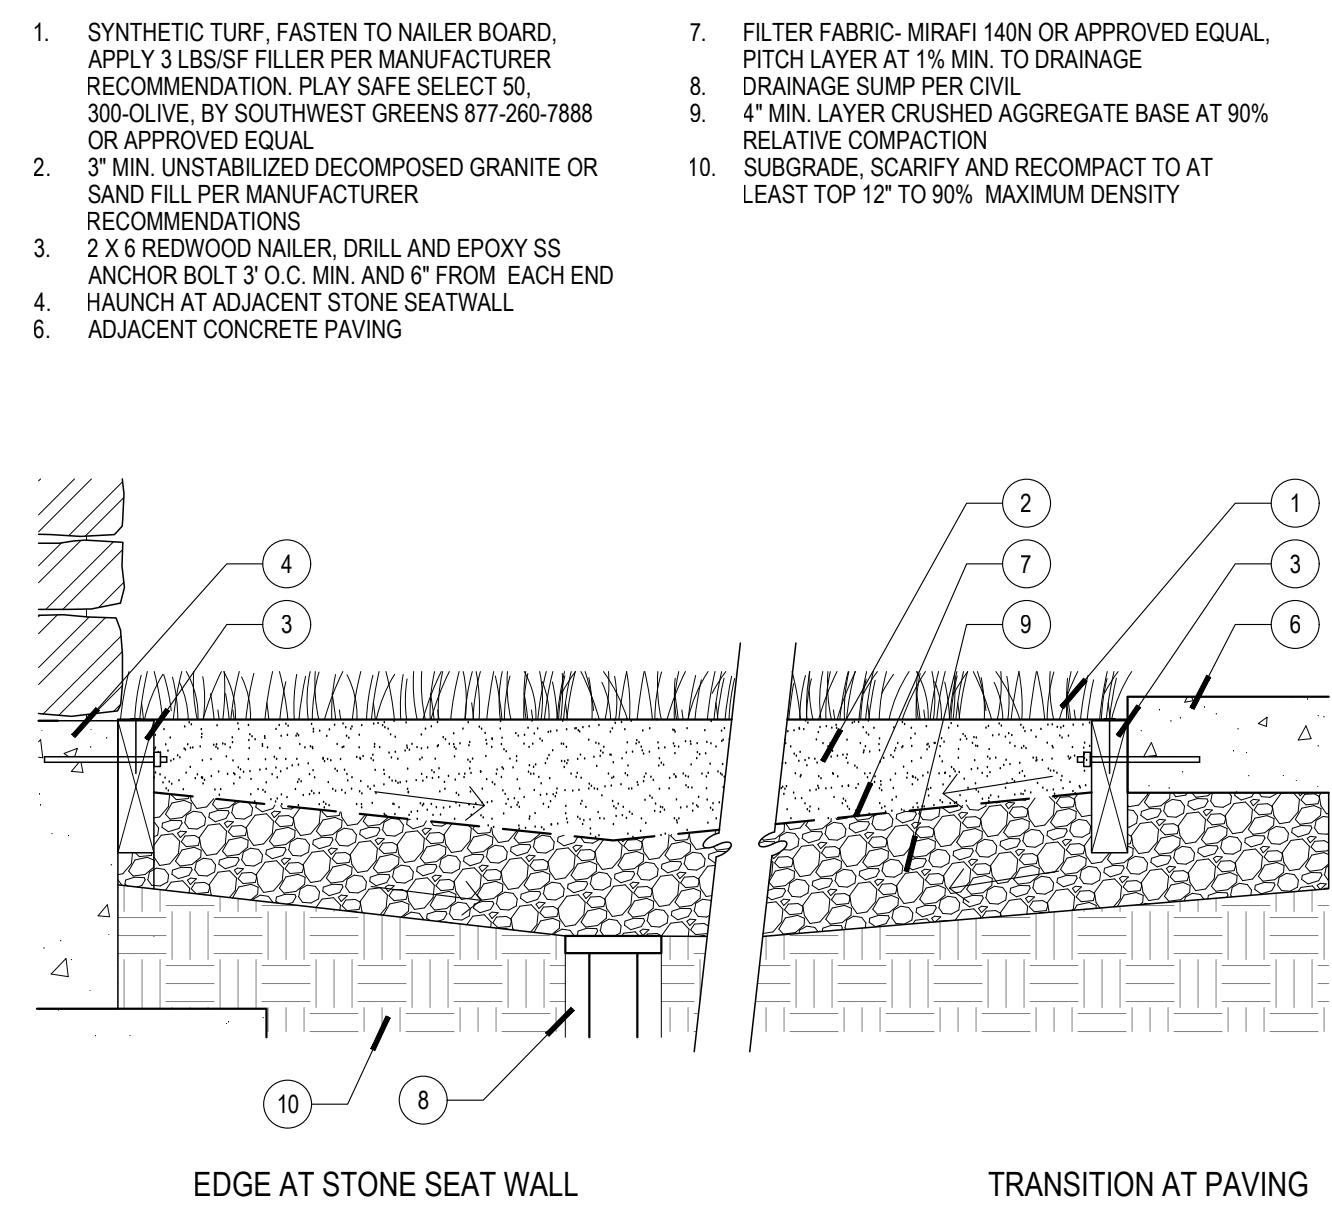 1. SYNTHETIC TURF, FASTEN TO NAILER BOARD,
APPLY 3 LBS/SF FILLER PER MANUFACTURER
RECOMMENDATION. PLAY SAFE SELECT 50,
300-OLIVE, BY SOUTHWEST GREENS 877-260-7888
OR APPROVED EQUAL
2. 3" MIN. UNSTABILIZED DECOMPOSED GRANITE OR
SAND FILL PER MANUFACTURER
RECOMMENDATIONS
3. 2 X 6 REDWOOD NAILER, DRILL AND EPOXY SS
ANCHOR BOLT 3' O.C. MIN. AND 6" FROM EACH END
4. HAUNCH AT ADJACENT STONE SEATWALL
6. ADJACENT CONCRETE PAVING
7. FILTER FABRIC- MIRAFI 140N OR APPROVED EQUAL,
PITCH LAYER AT 1% MIN. TO DRAINAGE
8. DRAINAGE SUMP PER CIVIL
9. 4" MIN. LAYER CRUSHED AGGREGATE BASE AT 90%
RELATIVE COMPACTION
10. SUBGRADE, SCARIFY AND RECOMPACT TO AT
LEAST TOP 12" TO 90% MAXIMUM DENSITY
2
1
4
7
3
3
9
6
10
8
EDGE AT STONE SEAT WALL
TRANSITION AT PAVING